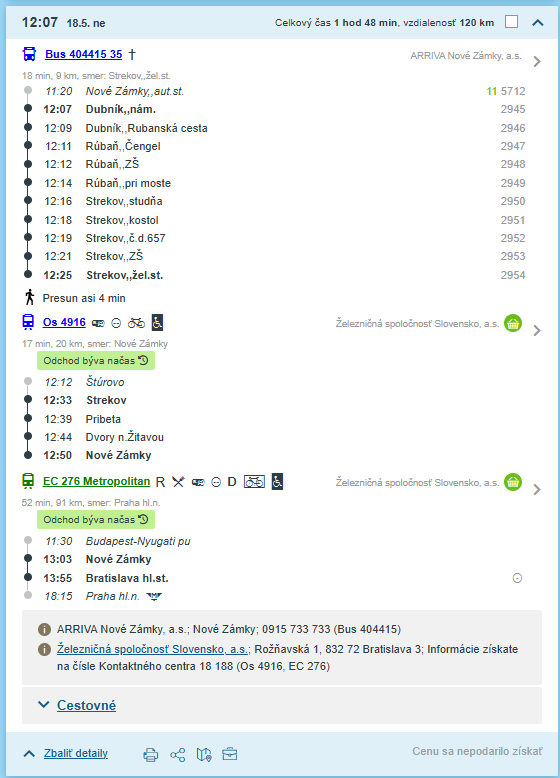 12:07 18.5. ne Celkový čas 1 hod 48 min, vzdialenosť 120 km
Bus 404415 35 † ARRIVA Nové Zámky, a.s.
18 min, 9 km, smer: Strekov,,žel.st.
11:20 Nové Zámky,,aut.st. 11 5712
12:07 Dubník,,nám. 2945
12:09 Dubník,,Rubanská cesta 2946
12:11 Rúbaň,,Čengel 2947
12:12 Rúbaň,,ZŠ 2948
12:14 Rúbaň,,pri moste 2949
12:16 Strekov,,studňa 2950
12:18 Strekov,,kostol 2951
12:19 Strekov,,č.d.657 2952
12:21 Strekov,,ZŠ 2953
12:25 Strekov,,žel.st. 2954
Presun asi 4 min
Os 4916 Železničná spoločnosť Slovensko, a.s.
17 min, 20 km, smer: Nové Zámky
Odchod býva načas
12:12 Štúrovo
12:33 Strekov
12:39 Pribeta
12:44 Dvory n.Žitavou
12:50 Nové Zámky
EC 276 Metropolitan R D Železničná spoločnosť Slovensko, a.s.
52 min, 91 km, smer: Praha hl.n.
Odchod býva načas
11:30 Budapest-Nyugati pu
13:03 Nové Zámky
13:55 Bratislava hl.st.
18:15 Praha hl.n.
ARRIVA Nové Zámky, a.s.; Nové Zámky; 0915 733 733 (Bus 404415)
Železničná spoločnosť Slovensko, a.s.; Rožňavská 1, 832 72 Bratislava 3; Informácie získate
na čísle Kontaktného centra 18 188 (Os 4916, EC 276)
Cestovné
Zbaliť detaily Cenu sa nepodarilo získať